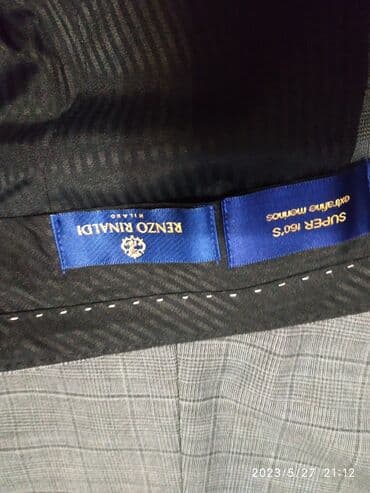 RENZO RINALDI
MILANO
SUPER 160'S
extrafine merinos
2023/5/27 21:12